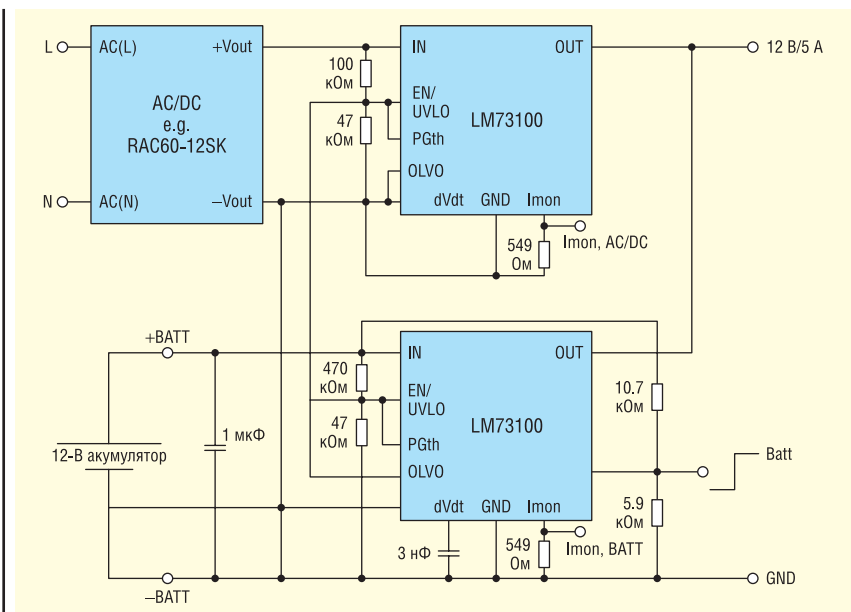 L
AC(L)
+Vout
AC/DC
e.g.
RAC60-12SK
N
AC(N)
–Vout
100
кОм
47
кОм
IN
OUT
EN/
UVLO
LM73100
PGth
OLVO
dVdt
GND
Imon
12 В/5 А
549
Ом
Imon, AC/DC
+BATT
12-В акумулятор
1 мкФ
–BATT
470
кОм
47
кОм
IN
OUT
EN/
UVLO
LM73100
PGth
OLVO
dVdt
GND
Imon
10.7
кОм
Batt
5.9
кОм
3 нФ
549
Ом
Imon, BATT
GND